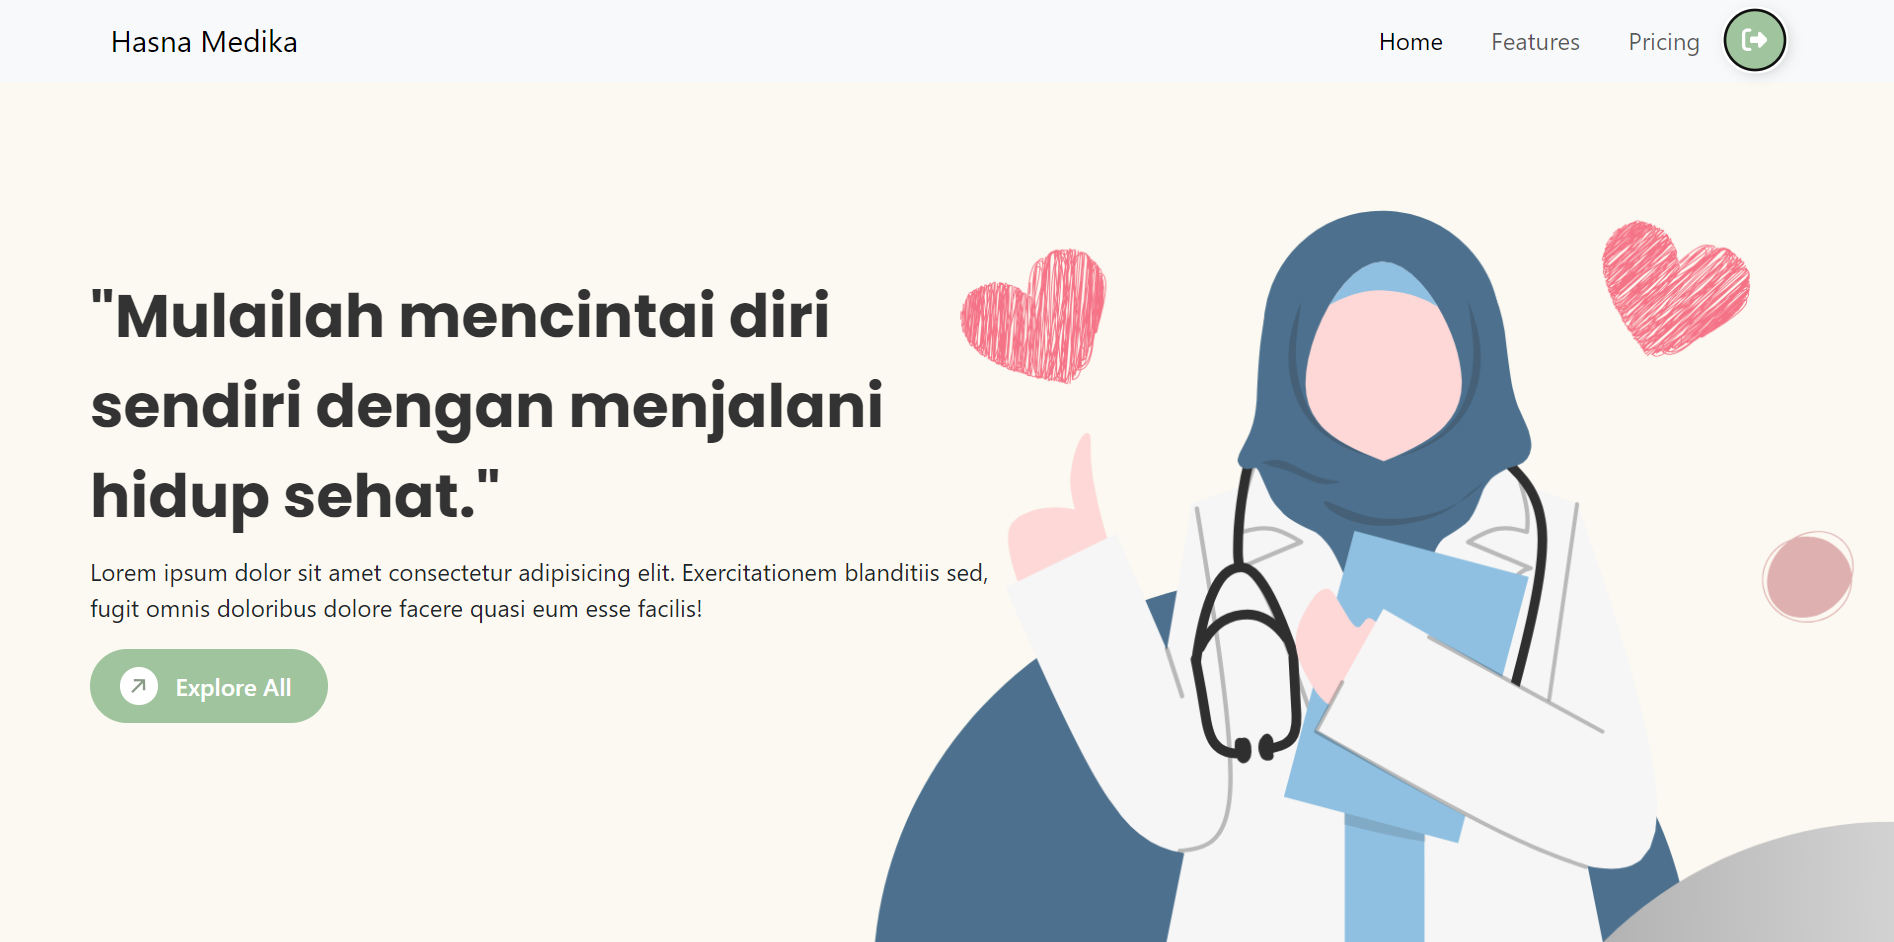 Hasna Medika
Home
Features
Pricing
"Mulailah mencintai diri
sendiri dengan menjalani
hidup sehat."
Lorem ipsum dolor sit amet consectetur adipisicing elit. Exercitationem blanditiis sed,
fugit omnis doloribus dolore facere quasi eum esse facilis!
Explore All